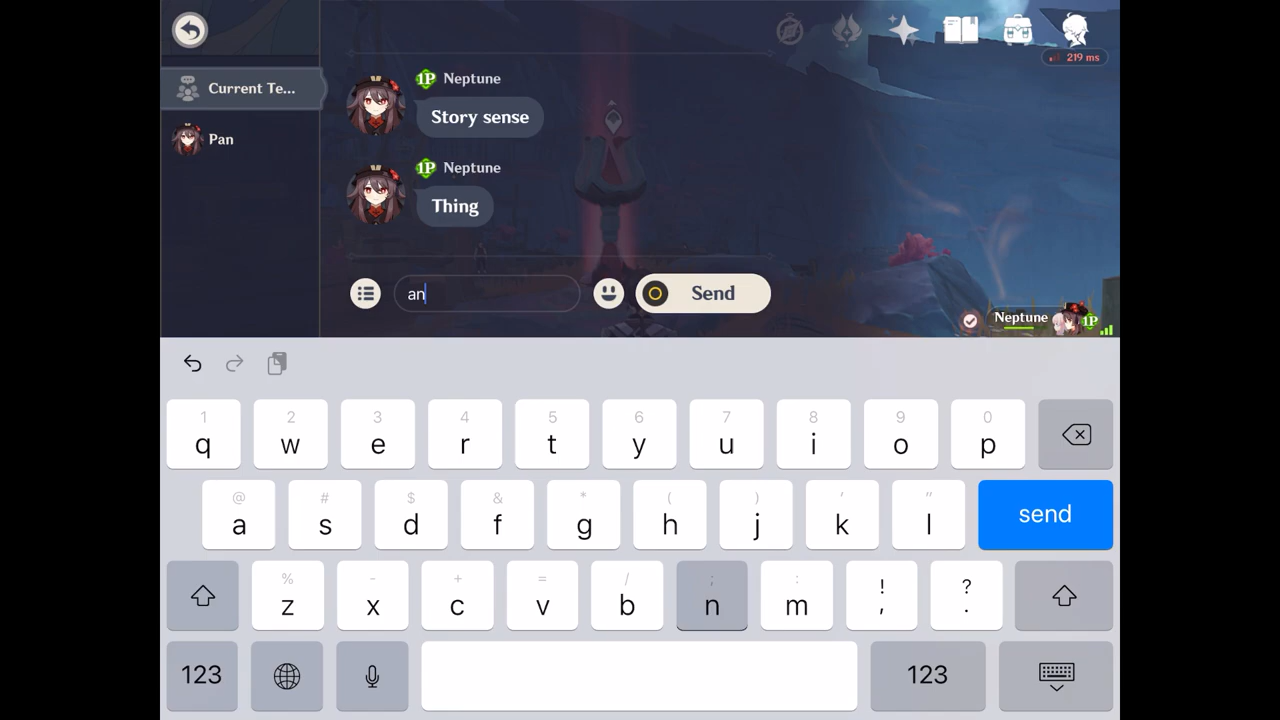 219 ms
Current Te...
Pan
1P Neptune
Story sense
1P Neptune
Thing
an
Send
Neptune 1P
1 2 3 4 5 6 7 8 9 0
q w e r t y u i o p
@ # $ & * ( ) ' "
a s d f g h j k l send
% - + = / ; : ! ?
z x c v b n m , .
123 123